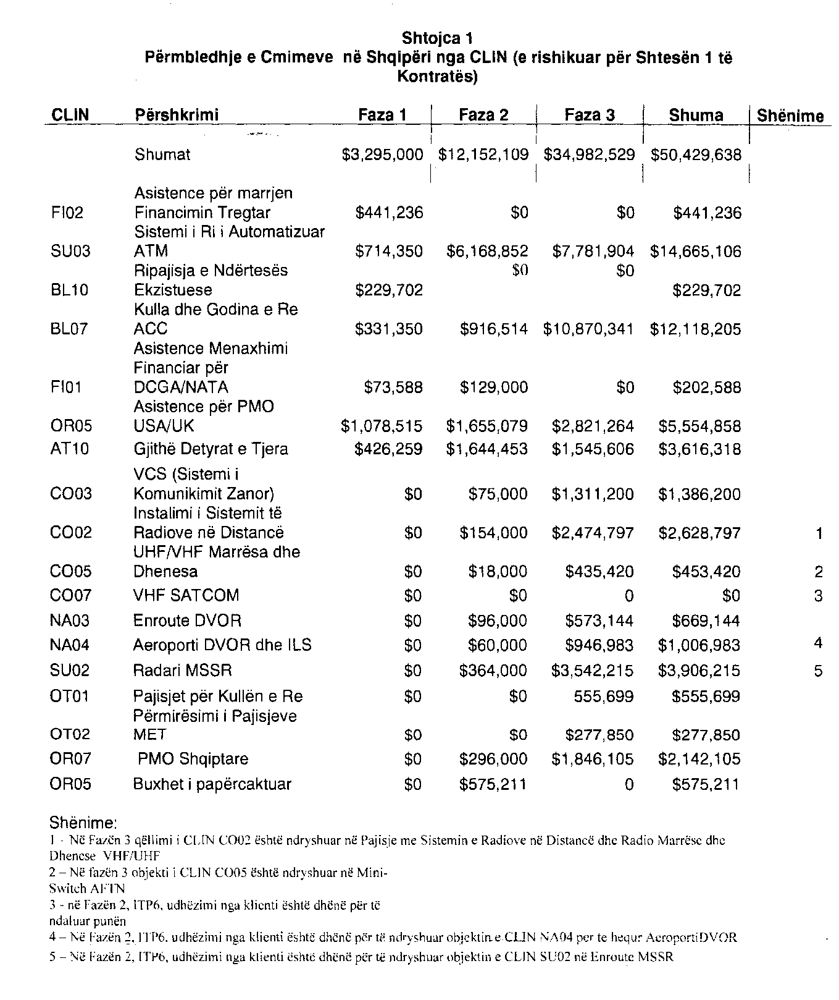 Shtojca 1
Përmbledhje e Cmimeve në Shqipëri nga CLIN (e rishikuar për Shtesën 1 të
Kontratës)
CLIN Përshkrimi Faza 1 Faza 2 Faza 3 Shuma Shënime
Shumat $3,295,000 $12,152,109 $34,982,529 $50,429,638
Asistence për marrjen
FI02 Financimin Tregtar $441,236 $0 $0 $441,236
Sistemi i Ri i Automatizuar
SU03 ATM $714,350 $6,168,852 $7,781,904 $14,665,106
Ripajisja e Ndërtesës $0 $0
BL10 Ekzistuese $229,702 $229,702
Kulla dhe Godina e Re
BL07 ACC $331,350 $916,514 $10,870,341 $12,118,205
Asistence Menaxhimi
Financiar për
FI01 DCGA/NATA $73,588 $129,000 $0 $202,588
Asistence për PMO
OR05 USA/UK $1,078,515 $1,655,079 $2,821,264 $5,554,858
AT10 Gjithë Detyrat e Tjera $426,259 $1,644,453 $1,545,606 $3,616,318
VCS (Sistemi i
CO03 Komunikimit Zanor) $0 $75,000 $1,311,200 $1,386,200
Instalimi i Sistemit të
CO02 Radiove në Distancë $0 $154,000 $2,474,797 $2,628,797 1
UHF/VHF Marrësa dhe
CO05 Dhenesa $0 $18,000 $435,420 $453,420 2
CO07 VHF SATCOM $0 $0 0 $0 3
NA03 Enroute DVOR $0 $96,000 $573,144 $669,144
NA04 Aeroporti DVOR dhe ILS $0 $60,000 $946,983 $1,006,983 4
SU02 Radari MSSR $0 $364,000 $3,542,215 $3,906,215 5
OT01 Pajisjet për Kullën e Re $0 $0 555,699 $555,699
Përmirësimi i Pajisjeve
OT02 MET $0 $0 $277,850 $277,850
OR07 PMO Shqiptare $0 $296,000 $1,846,105 $2,142,105
OR05 Buxhet i papërcaktuar $0 $575,211 0 $575,211
Shënime:
1 - Në Fazën 3 qëllimi i CLIN CO02 është ndryshuar në Pajisje me Sistemin e Radiove në Distancë dhe Radio Marrëse dhe
Dhenese VHF/UHF
2 – Në fazën 3 objekti i CLIN CO05 është ndryshuar në Mini-
Switch AFTN
3 - në Fazën 2, ITP6, udhëzimi nga klienti është dhënë për të
ndaluar punën
4 – Në Fazën 2, ITP6, udhëzimi nga klienti është dhënë për të ndryshuar objektin e CLIN NA04 per te hequr AeroportiDVOR
5 – Në Fazën 2, ITP6, udhëzimi nga klienti është dhënë për të ndryshuar objektin e CLIN SU02 në Enroute MSSR